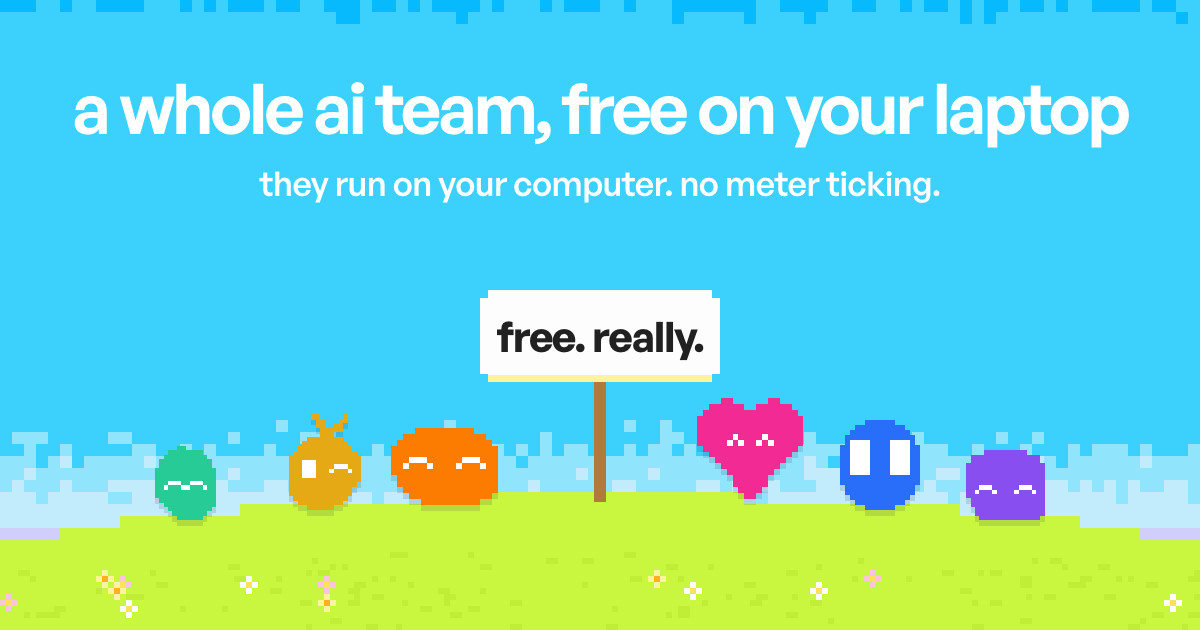 a whole ai team, free on your laptop
they run on your computer. no meter ticking.
free. really.